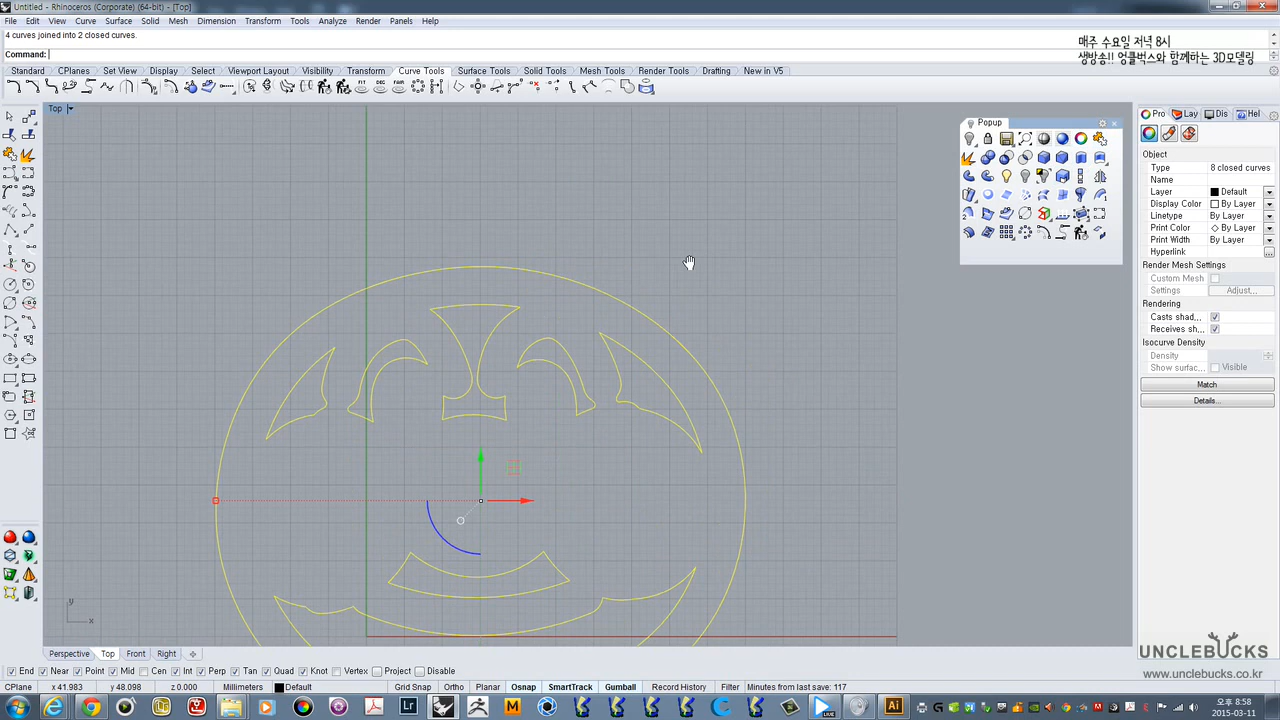 Untitled - Rhinoceros (Corporate) (64-bit) - [Top]
File Edit View Curve Surface Solid Mesh Dimension Transform Tools Analyze Render Panels Help
4 curves joined into 2 closed curves.
매주 수요일 저녁 8시
Command:
생방송!! 엉클벅스와 함께하는 3D모델링
Standard CPlanes Set View Display Select Viewport Layout Visibility Transform Curve Tools Surface Tools Solid Tools Mesh Tools Render Tools Drafting New in V5
Top
Popup
Pro Lay Dis Hel
Object
Type 8 closed curves
Name
Layer Default
Display Color By Layer
Linetype By Layer
Print Color By Layer
Print Width By Layer
Hyperlink ...
Render Mesh Settings
Custom Mesh
Settings Adjust...
Rendering
Casts shad...
Receives sh...
Isocurve Density
Density
Show surfac... Visible
Match
Details...
y
x
Perspective Top Front Right
UNCLEBUCKS
www.unclebucks.co.kr
End Near Point Mid Cen Int Perp Tan Quad Knot Vertex Project Disable
CPlane x 41.983 y 48.098 z 0.000 Millimeters Default Grid Snap Ortho Planar Osnap SmartTrack Gumball Record History Filter Minutes from last save: 117
Lr M Ai
오후 8:58
2015-03-11